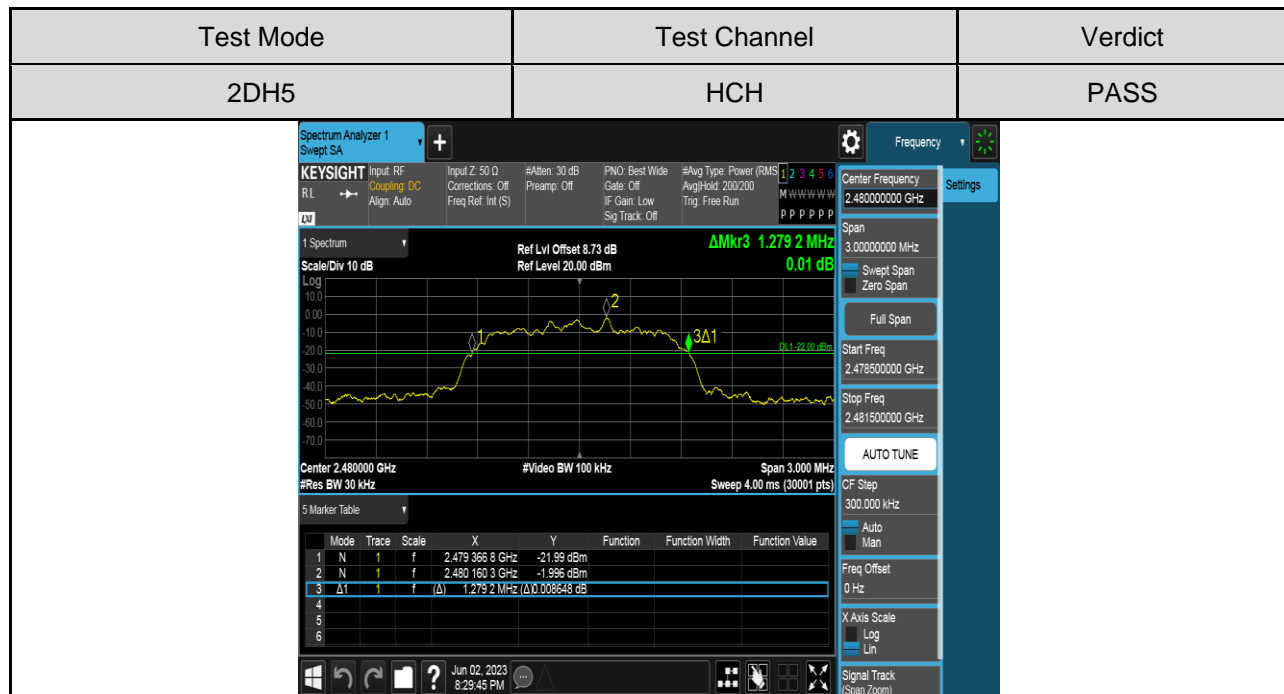 Test Mode Test Channel Verdict
2DH5 HCH PASS
Spectrum Analyzer 1
Swept SA
+
Frequency
KEYSIGHT Input: RF Input Z: 50 Ω #Atten: 30 dB PNO: Best Wide #Avg Type: Power (RMS 1 2 3 4 5 6
RL Coupling: DC Corrections: Off Preamp: Off Gate: Off Avg|Hold: 200/200 M W W W W W
Align: Auto Freq Ref: Int (S) IF Gain: Low Trig: Free Run
LXI Sig Track: Off P P P P P P
Center Frequency
2.480000000 GHz
Settings
1 Spectrum
Ref Lvl Offset 8.73 dB
ΔMkr3 1.279 2 MHz
Scale/Div 10 dB
Ref Level 20.00 dBm
0.01 dB
Log
10.0
0.00
-10.0
-20.0
-30.0
-40.0
-50.0
-60.0
-70.0
1
2
3Δ1
DL1 -22.00 dBm
Center 2.480000 GHz #Video BW 100 kHz Span 3.000 MHz
#Res BW 30 kHz Sweep 4.00 ms (30001 pts)
Span
3.00000000 MHz
Swept Span
Zero Span
Full Span
Start Freq
2.478500000 GHz
Stop Freq
2.481500000 GHz
AUTO TUNE
CF Step
300.000 kHz
Auto
Man
Freq Offset
0 Hz
X Axis Scale
Log
Lin
Signal Track
(Span Zoom)
5 Marker Table
Mode Trace Scale X Y Function Function Width Function Value
1 N 1 f 2.479 366 8 GHz -21.99 dBm
2 N 1 f 2.480 160 3 GHz -1.996 dBm
3 Δ1 1 f (Δ) 1.279 2 MHz (Δ)0.008648 dB
4
5
6
?
Jun 02, 2023
8:29:45 PM